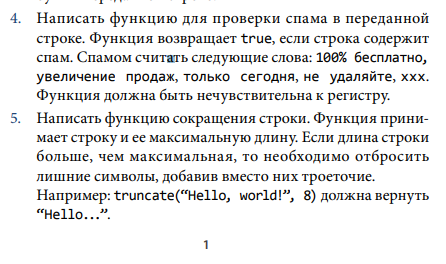 4. Написать функцию для проверки спама в переданной
строке. Функция возвращает true, если строка содержит
спам. Спамом считать следующие слова: 100% бесплатно,
увеличение продаж, только сегодня, не удаляйте, xxx.
Функция должна быть нечувствительна к регистру.
5. Написать функцию сокращения строки. Функция прини-
мает строку и ее максимальную длину. Если длина строки
больше, чем максимальная, то необходимо отбросить
лишние символы, добавив вместо них троеточие.
Например: truncate(“Hello, world!”, 8) должна вернуть
“Hello...”.
1